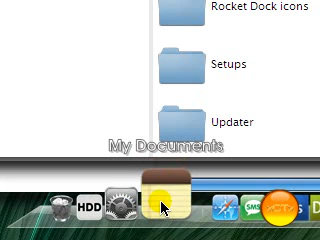 Rocket Dock icons
Setups
Updater
My Documents
HDD
SMS